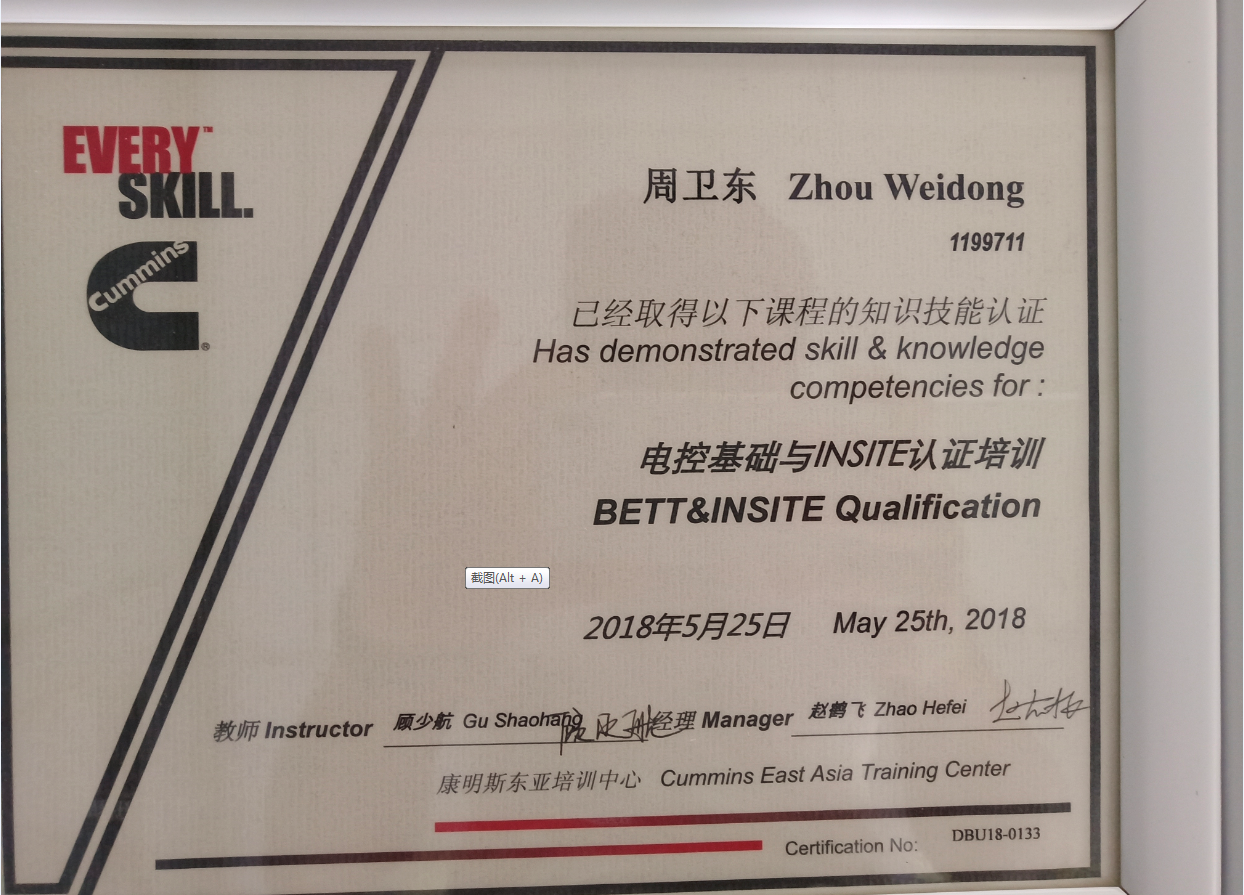 EVERY™
SKILL.
Cummins®
周卫东 Zhou Weidong
1199711
已经取得以下课程的知识技能认证
Has demonstrated skill & knowledge
competencies for :
电控基础与INSITE认证培训
BETT&INSITE Qualification
截图(Alt + A)
2018年5月25日 May 25th, 2018
教师 Instructor 顾少航 Gu Shaohang 经理 Manager 赵鹤飞 Zhao Hefei
康明斯东亚培训中心 Cummins East Asia Training Center
Certification No: DBU18-0133